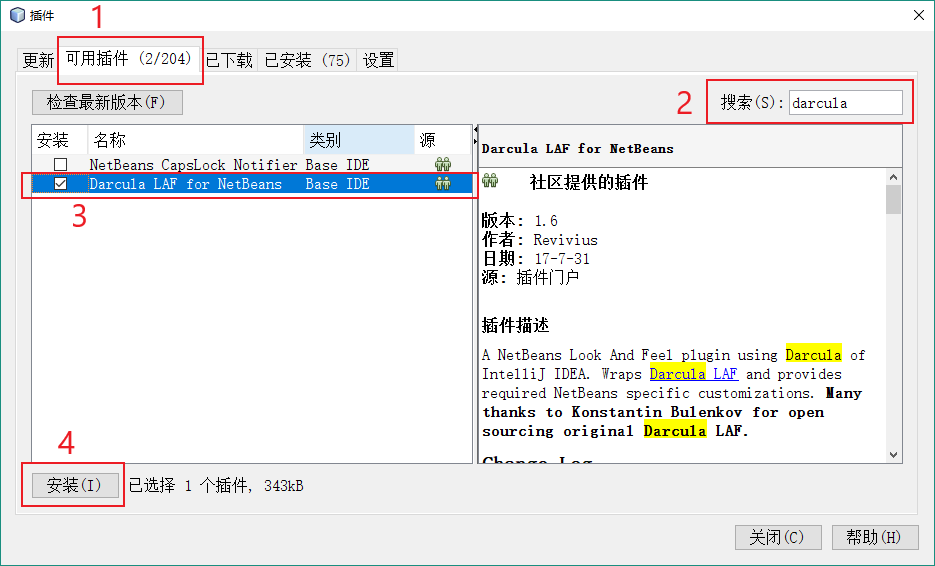 插件
1
更新 可用插件 (2/204) 已下载 已安装 (75) 设置
检查最新版本(F)
2
搜索(S): darcula
安装 名称 类别 源
NetBeans CapsLock Notifier Base IDE
Darcula LAF for NetBeans Base IDE
3
Darcula LAF for NetBeans
社区提供的插件
版本: 1.6
作者: Revivius
日期: 17-7-31
源: 插件门户
插件描述
A NetBeans Look And Feel plugin using Darcula of
IntelliJ IDEA. Wraps Darcula LAF and provides
required NetBeans specific customizations. Many
thanks to Konstantin Bulenkov for open
sourcing original Darcula LAF.
Change Log
4
安装(I) 已选择 1 个插件, 343kB
关闭(C) 帮助(H)